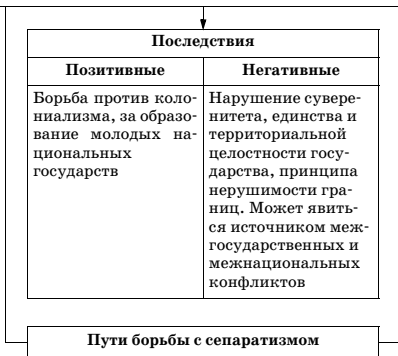 Последствия
Позитивные
Негативные
Борьба против коло-
ниализма, за образо-
вание молодых на-
циональных
государств
Нарушение сувере-
нитета, единства и
территориальной
целостности госу-
дарства, принципа
нерушимости гра-
ниц. Может явить-
ся источником меж-
государственных и
межнациональных
конфликтов
Пути борьбы с сепаратизмом